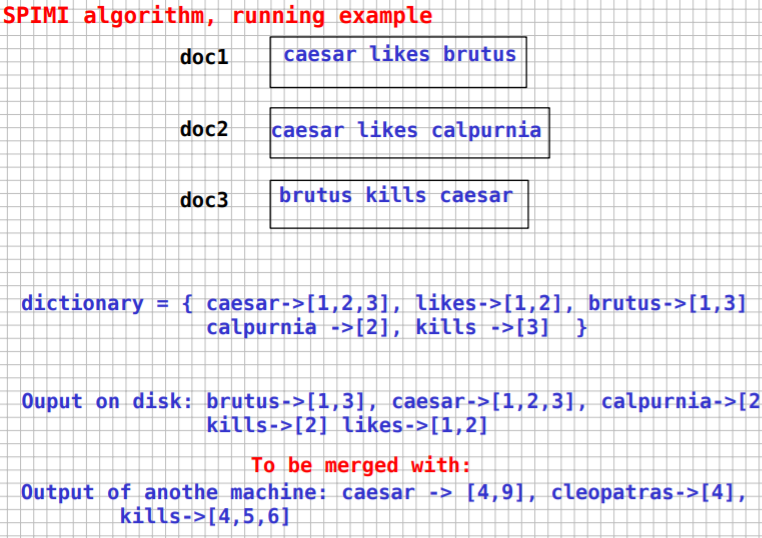 SPIMI algorithm, running example
doc1 caesar likes brutus
doc2 caesar likes calpurnia
doc3 brutus kills caesar
dictionary = { caesar->[1,2,3], likes->[1,2], brutus->[1,3]
calpurnia ->[2], kills ->[3] }
Ouput on disk: brutus->[1,3], caesar->[1,2,3], calpurnia->[2
kills->[2] likes->[1,2]
To be merged with:
Output of anothe machine: caesar -> [4,9], cleopatras->[4],
kills->[4,5,6]